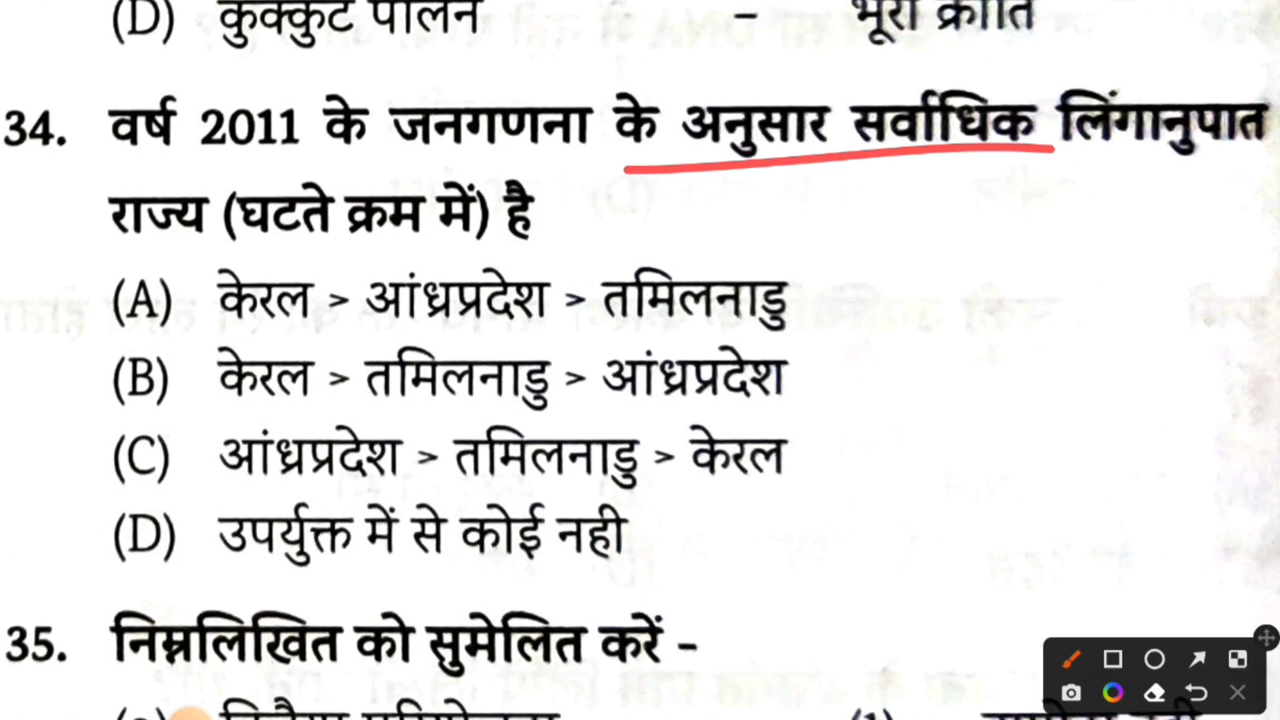 (D) कुक्कुट पालन - भूरी क्रांति
34. वर्ष 2011 के जनगणना के अनुसार सर्वाधिक लिंगानुपात
राज्य (घटते क्रम में) है
(A) केरल > आंध्रप्रदेश > तमिलनाडु
(B) केरल > तमिलनाडु > आंध्रप्रदेश
(C) आंध्रप्रदेश > तमिलनाडु > केरल
(D) उपर्युक्त में से कोई नही
35. निम्नलिखित को सुमेलित करें -